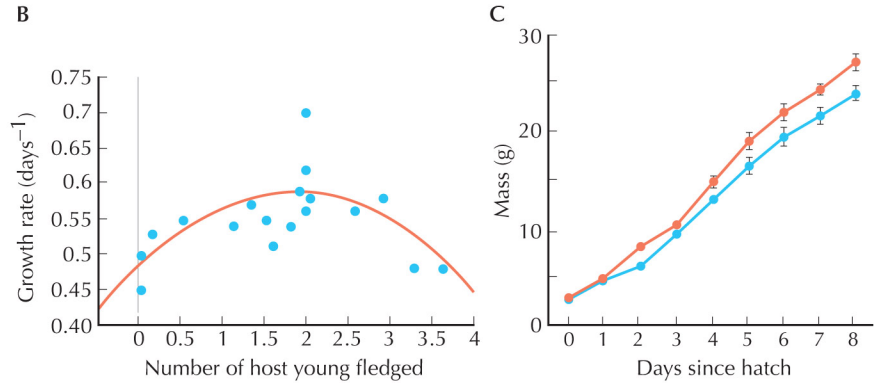 B
Growth rate (days−1)
0.75
0.7
0.65
0.6
0.55
0.5
0.45
0.40
0 0.5 1 1.5 2 2.5 3 3.5 4
Number of host young fledged
C
Mass (g)
30
20
10
0
0 1 2 3 4 5 6 7 8
Days since hatch